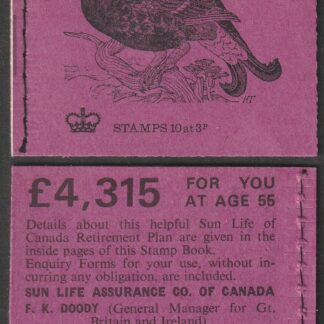 HT
STAMPS 10 at 3P
£4,315 FOR YOU
AT AGE 55
Details about this helpful Sun Life of
Canada Retirement Plan are given in the
inside pages of this Stamp Book.
Enquiry Forms for your use, without in-
curring any obligation, are included.
SUN LIFE ASSURANCE CO. OF CANADA
F. K. DOODY (General Manager for Gt.
Britain and Ireland)